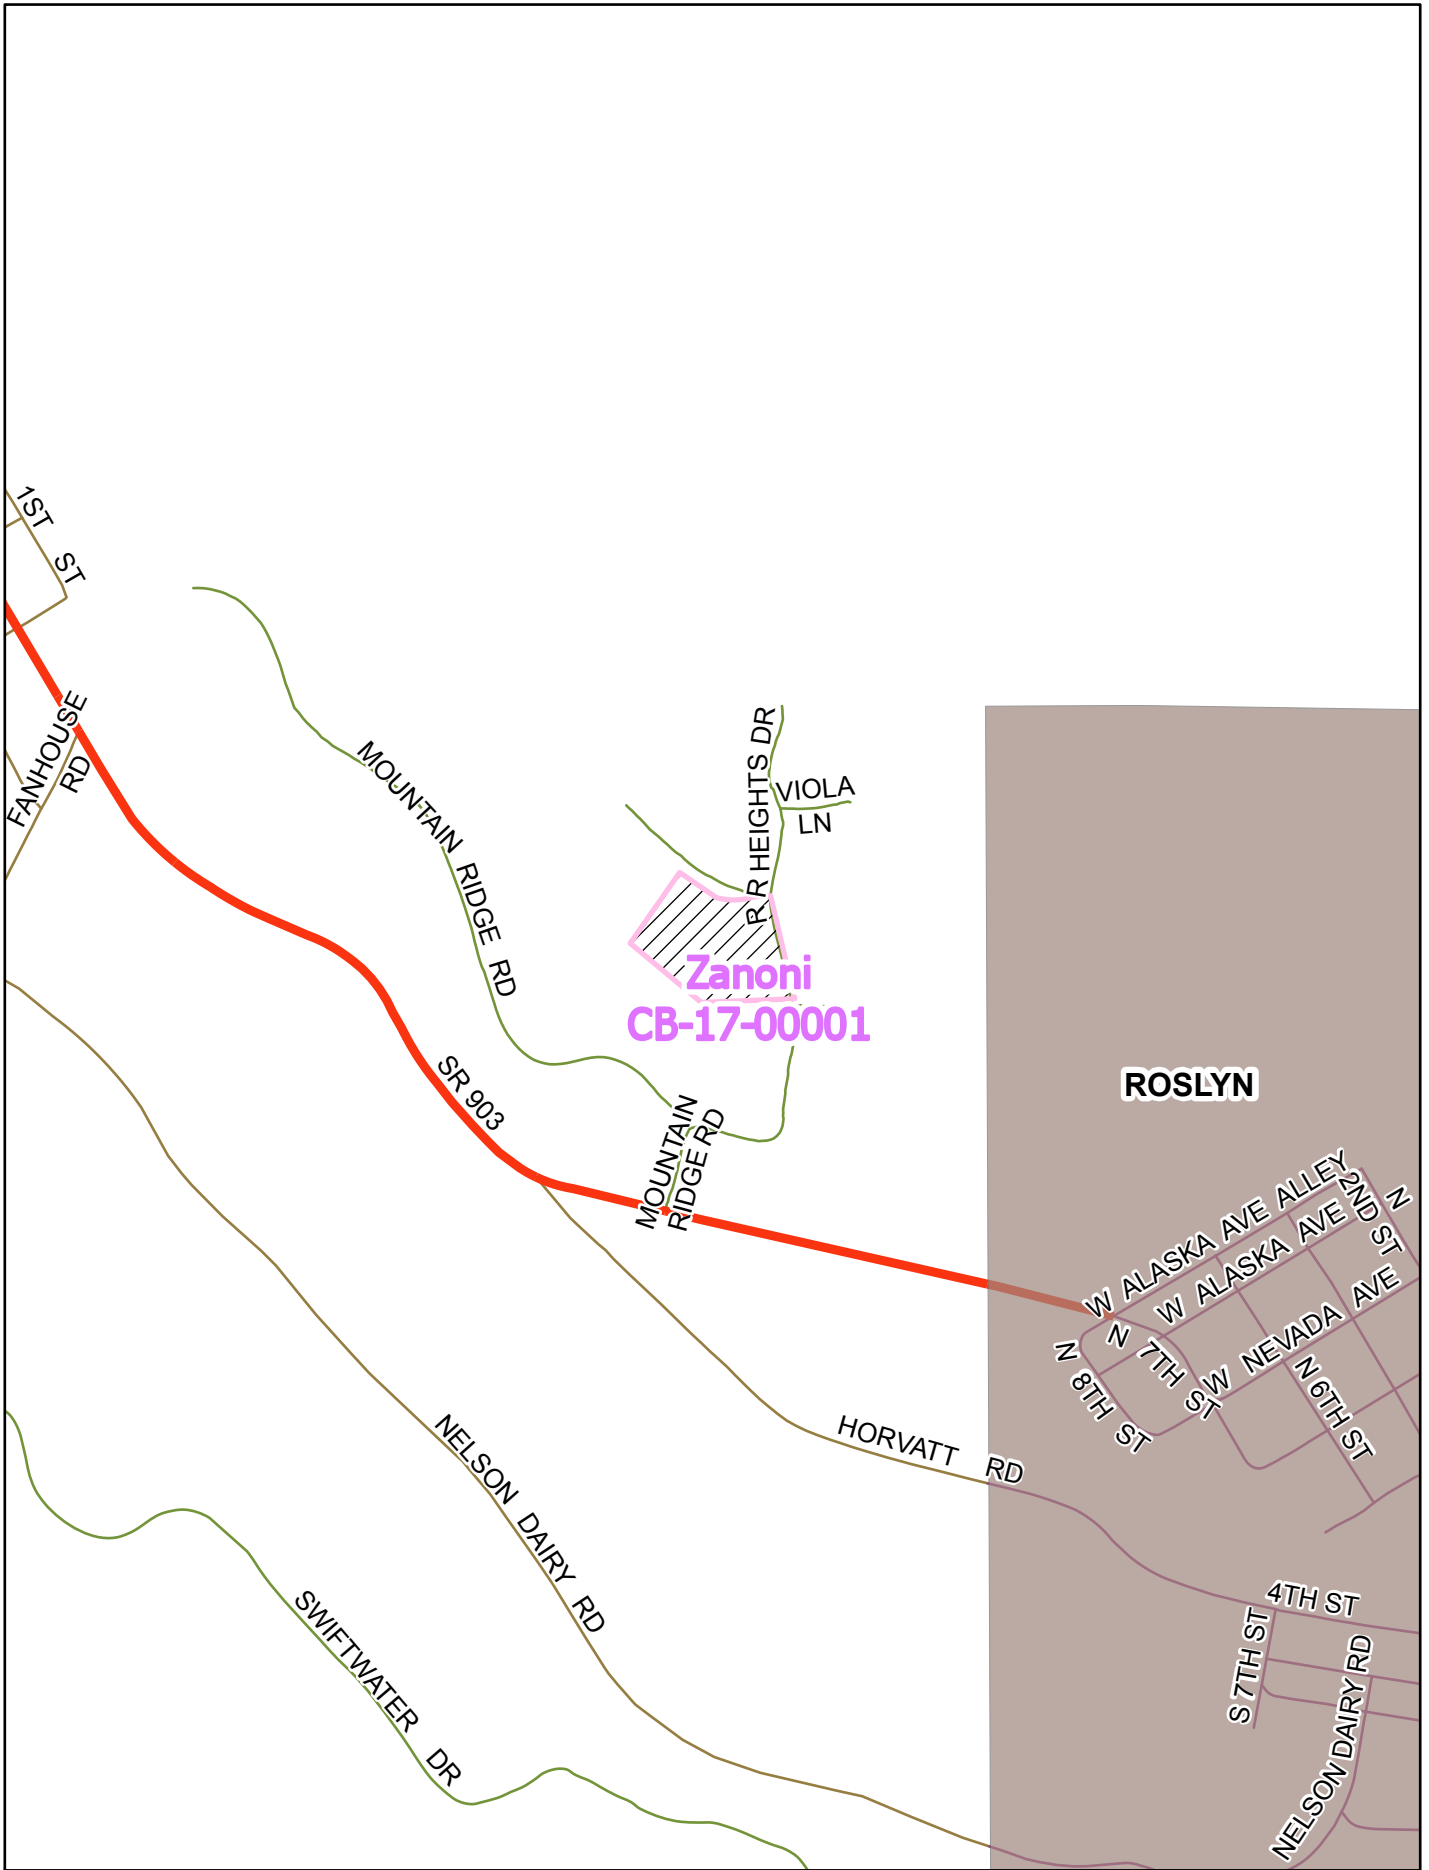 1ST ST
FANHOUSE
RD
MOUNTAIN RIDGE RD
R R HEIGHTS DR
VIOLA
LN
Zanoni
CB-17-00001
SR 903
MOUNTAIN
RIDGE RD
ROSLYN
W ALASKA AVE ALLEY
N
2ND ST
W ALASKA AVE
W NEVADA AVE
N 7TH ST
N 8TH ST
N 6TH ST
HORVATT RD
NELSON DAIRY RD
SWIFTWATER DR
4TH ST
S 7TH ST
NELSON DAIRY RD